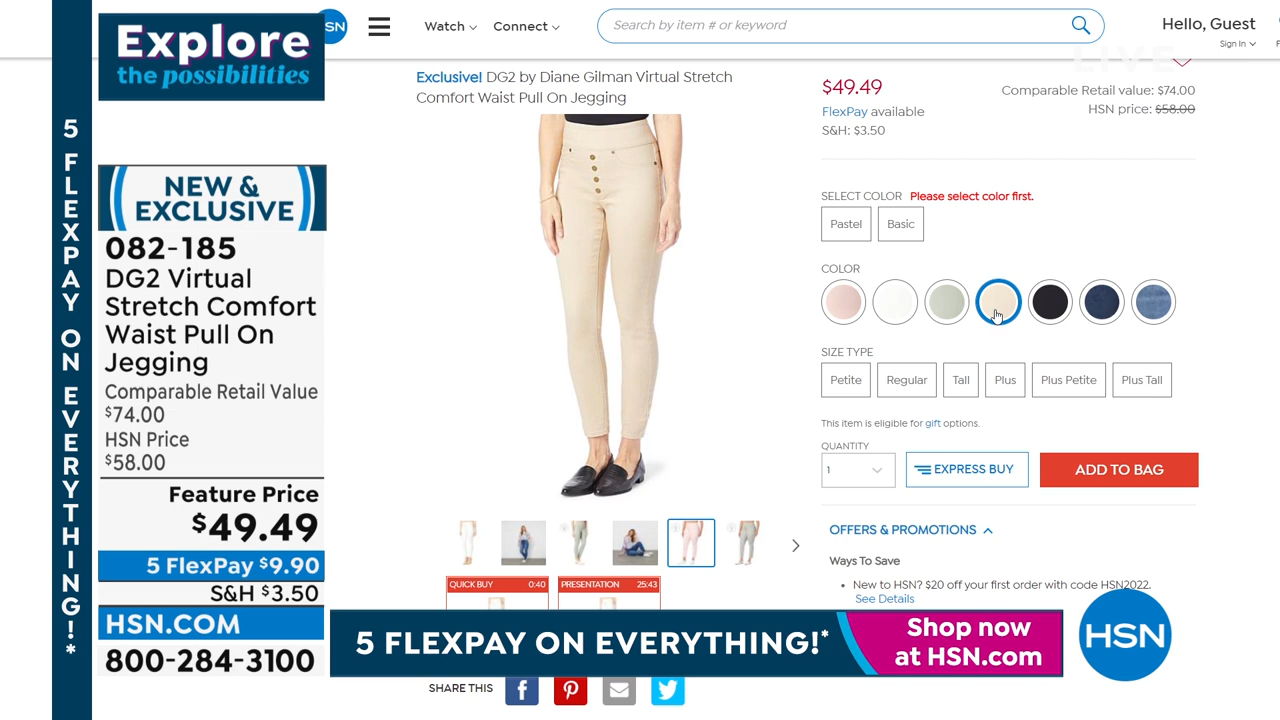 5 FLEXPAY ON EVERYTHING!*
Explore
the possibilities
NEW &
EXCLUSIVE
082-185
DG2 Virtual
Stretch Comfort
Waist Pull On
Jegging
Comparable Retail Value
$74.00
HSN Price
$58.00
Feature Price
$49.49
5 FlexPay $9.90
S&H $3.50
HSN.COM
800-284-3100
SN
Watch
Connect
Search by item # or keyword
Hello, Guest
Sign In
LIVE
Exclusive! DG2 by Diane Gilman Virtual Stretch
Comfort Waist Pull On Jegging
$49.49
Comparable Retail value: $74.00
FlexPay available
HSN price: $58.00
S&H: $3.50
SELECT COLOR Please select color first.
Pastel
Basic
COLOR
SIZE TYPE
Petite
Regular
Tall
Plus
Plus Petite
Plus Tall
This item is eligible for gift options.
QUANTITY
1
EXPRESS BUY
ADD TO BAG
OFFERS & PROMOTIONS
Ways To Save
• New to HSN? $20 off your first order with code HSN2022.
See Details
QUICK BUY 0:40
PRESENTATION 25:43
5 FLEXPAY ON EVERYTHING!*
Shop now
at HSN.com
HSN
SHARE THIS